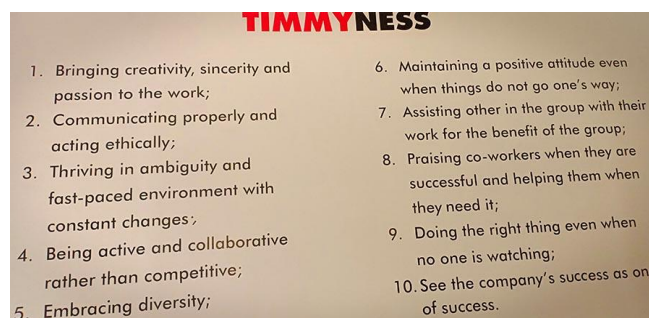 TIMMYNESS
1. Bringing creativity, sincerity and
passion to the work;
2. Communicating properly and
acting ethically;
3. Thriving in ambiguity and
fast-paced environment with
constant changes;
4. Being active and collaborative
rather than competitive;
5. Embracing diversity;
6. Maintaining a positive attitude even
when things do not go one's way;
7. Assisting other in the group with their
work for the benefit of the group;
8. Praising co-workers when they are
successful and helping them when
they need it;
9. Doing the right thing even when
no one is watching;
10. See the company's success as
of success.